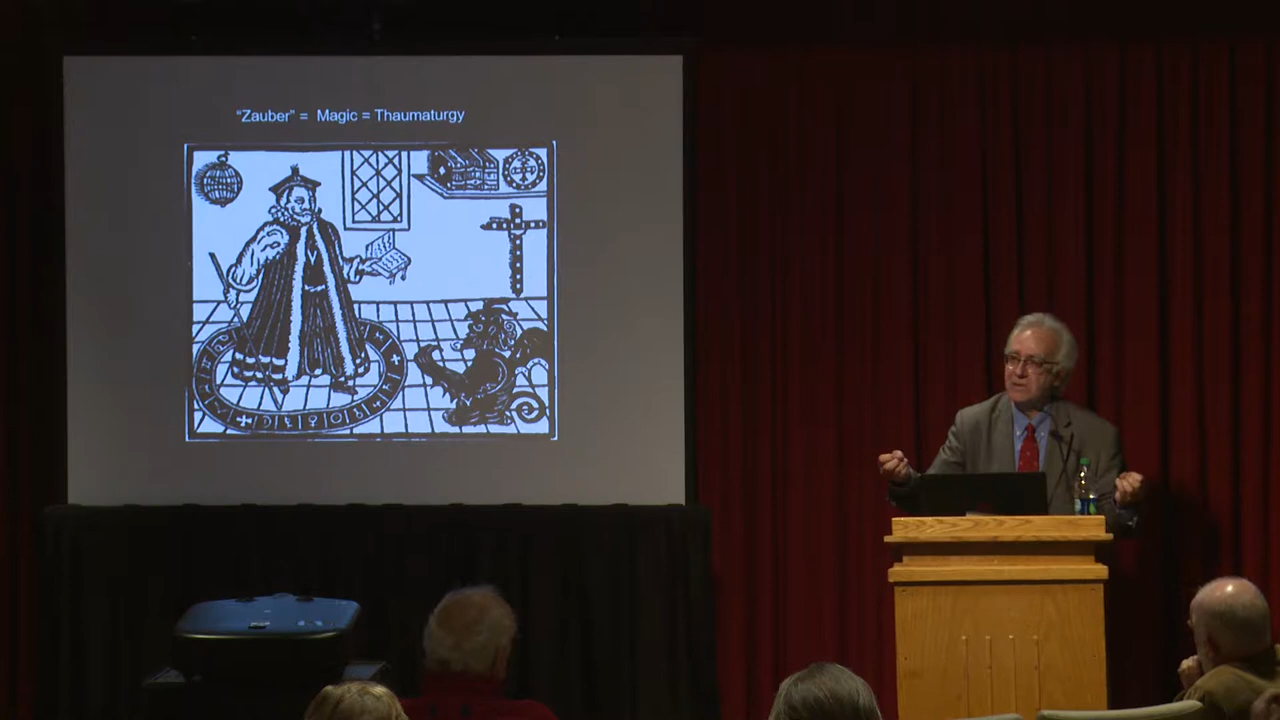 “Zauber” = Magic = Thaumaturgy